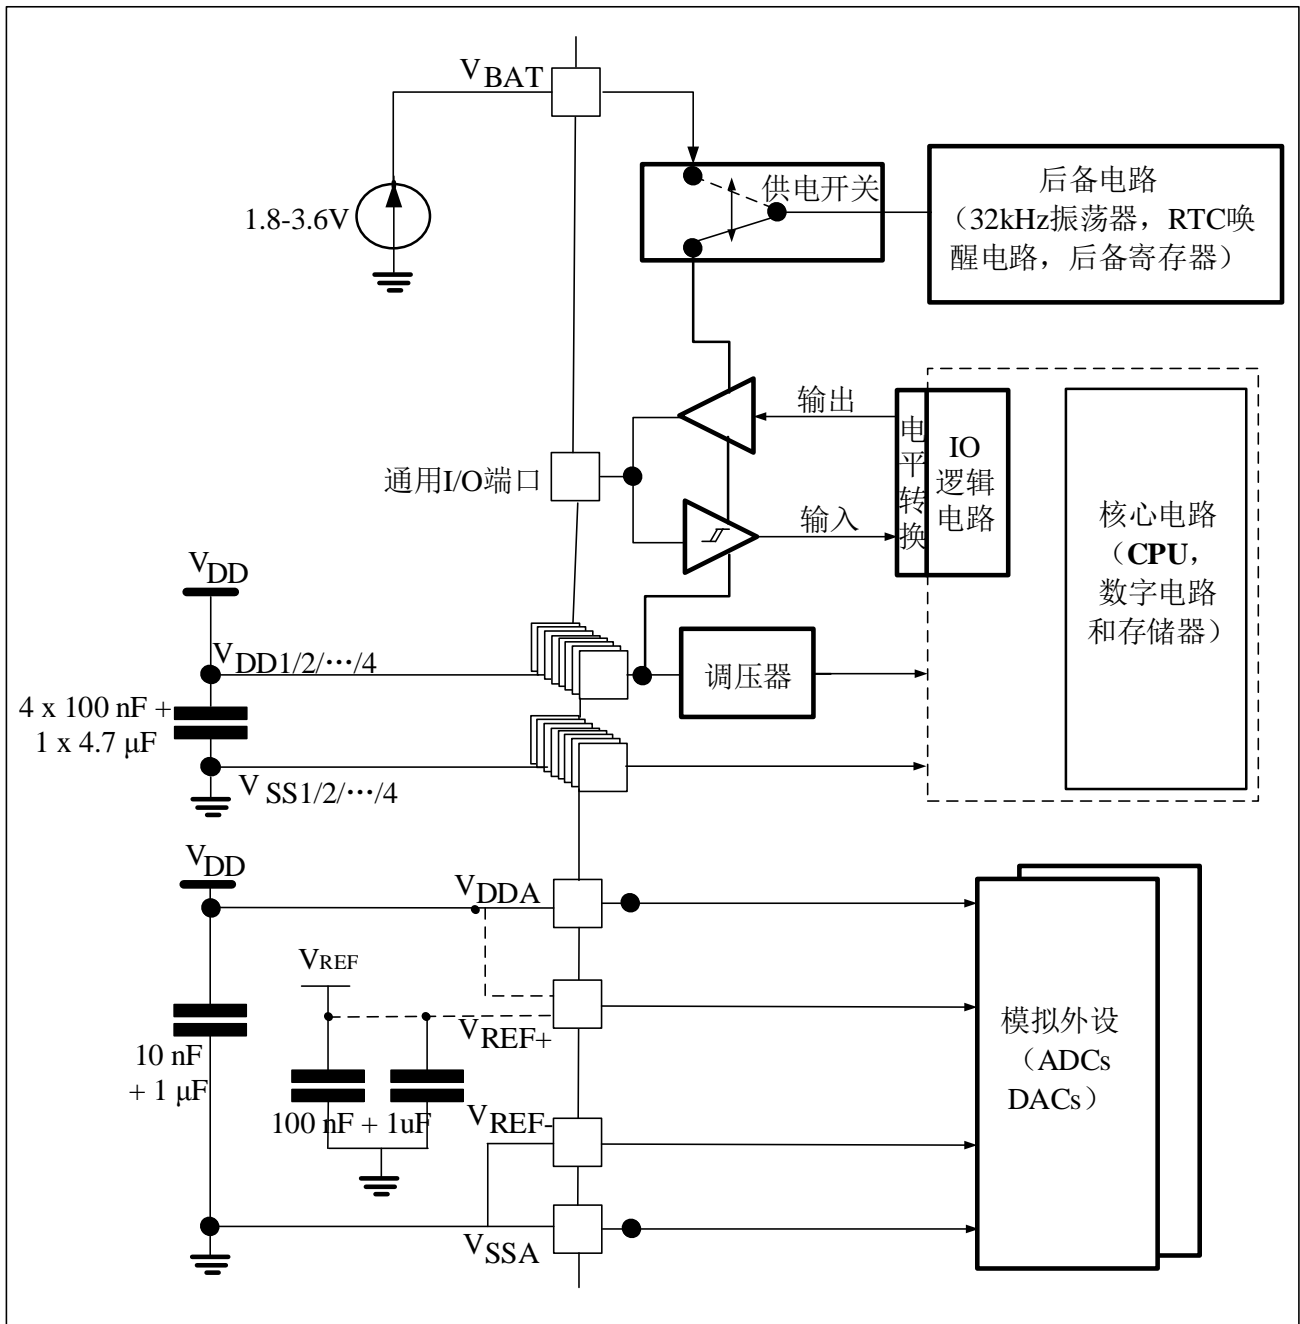 VBAT
供电开关
后备电路
（32kHz振荡器，RTC唤
醒电路，后备寄存器）
1.8-3.6V
输出
电平转换
IO
逻辑
电路
通用I/O端口
输入
核心电路
（CPU，
数字电路
和存储器）
VDD
VDD1/2/…/4
调压器
4 x 100 nF +
1 x 4.7 μF
VSS1/2/…/4
VDD
VDDA
VREF
VREF+
模拟外设
（ADCs
DACs）
10 nF
+ 1 μF
100 nF + 1uF
VREF-
VSSA